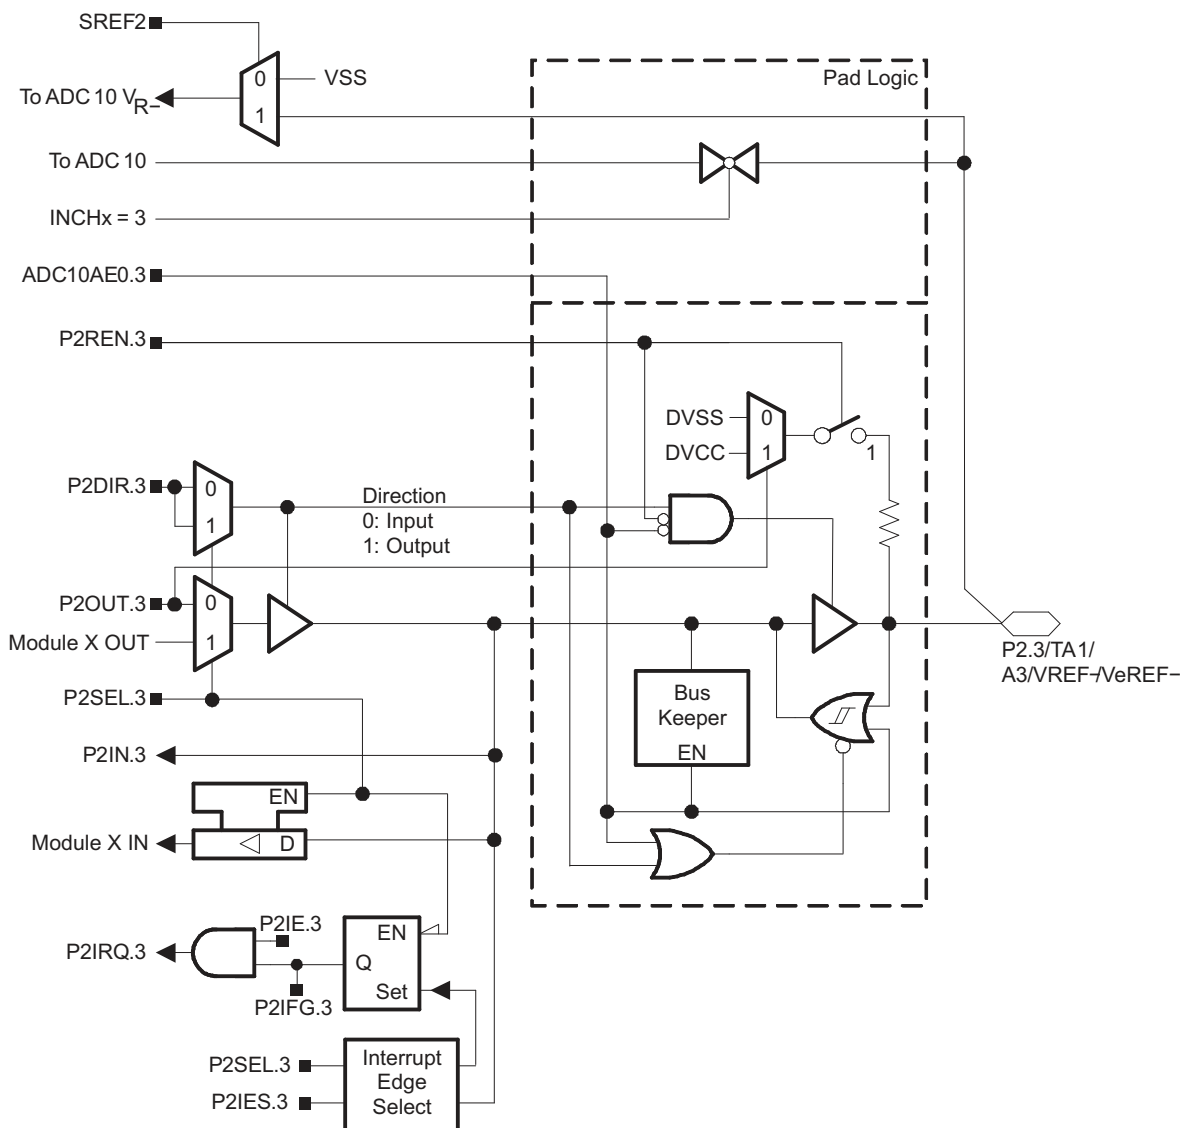 SREF2
0
VSS
Pad Logic
To ADC 10 VR−
1
To ADC 10
INCHx = 3
ADC10AE0.3
P2REN.3
DVSS
0
DVCC
1
1
P2DIR.3
0
1
Direction
0: Input
1: Output
P2OUT.3
0
Module X OUT
1
P2.3/TA1/
A3/VREF−/VeREF−
P2SEL.3
Bus
Keeper
EN
P2IN.3
EN
Module X IN
D
P2IE.3
EN
P2IRQ.3
Q
Set
P2IFG.3
P2SEL.3
Interrupt
Edge
Select
P2IES.3